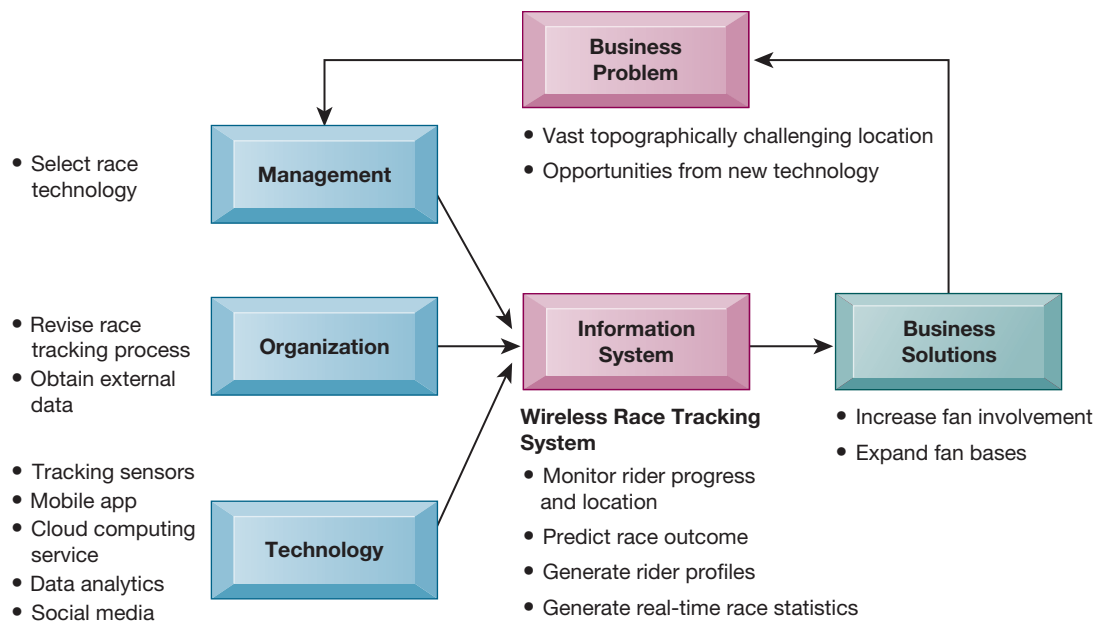 Business
Problem
• Vast topographically challenging location
• Opportunities from new technology
• Select race
technology
Management
• Revise race
tracking process
• Obtain external
data
Organization
Information
System
Business
Solutions
Wireless Race Tracking
System
• Monitor rider progress
and location
• Predict race outcome
• Generate rider profiles
• Generate real-time race statistics
• Increase fan involvement
• Expand fan bases
• Tracking sensors
• Mobile app
• Cloud computing
service
• Data analytics
• Social media
Technology